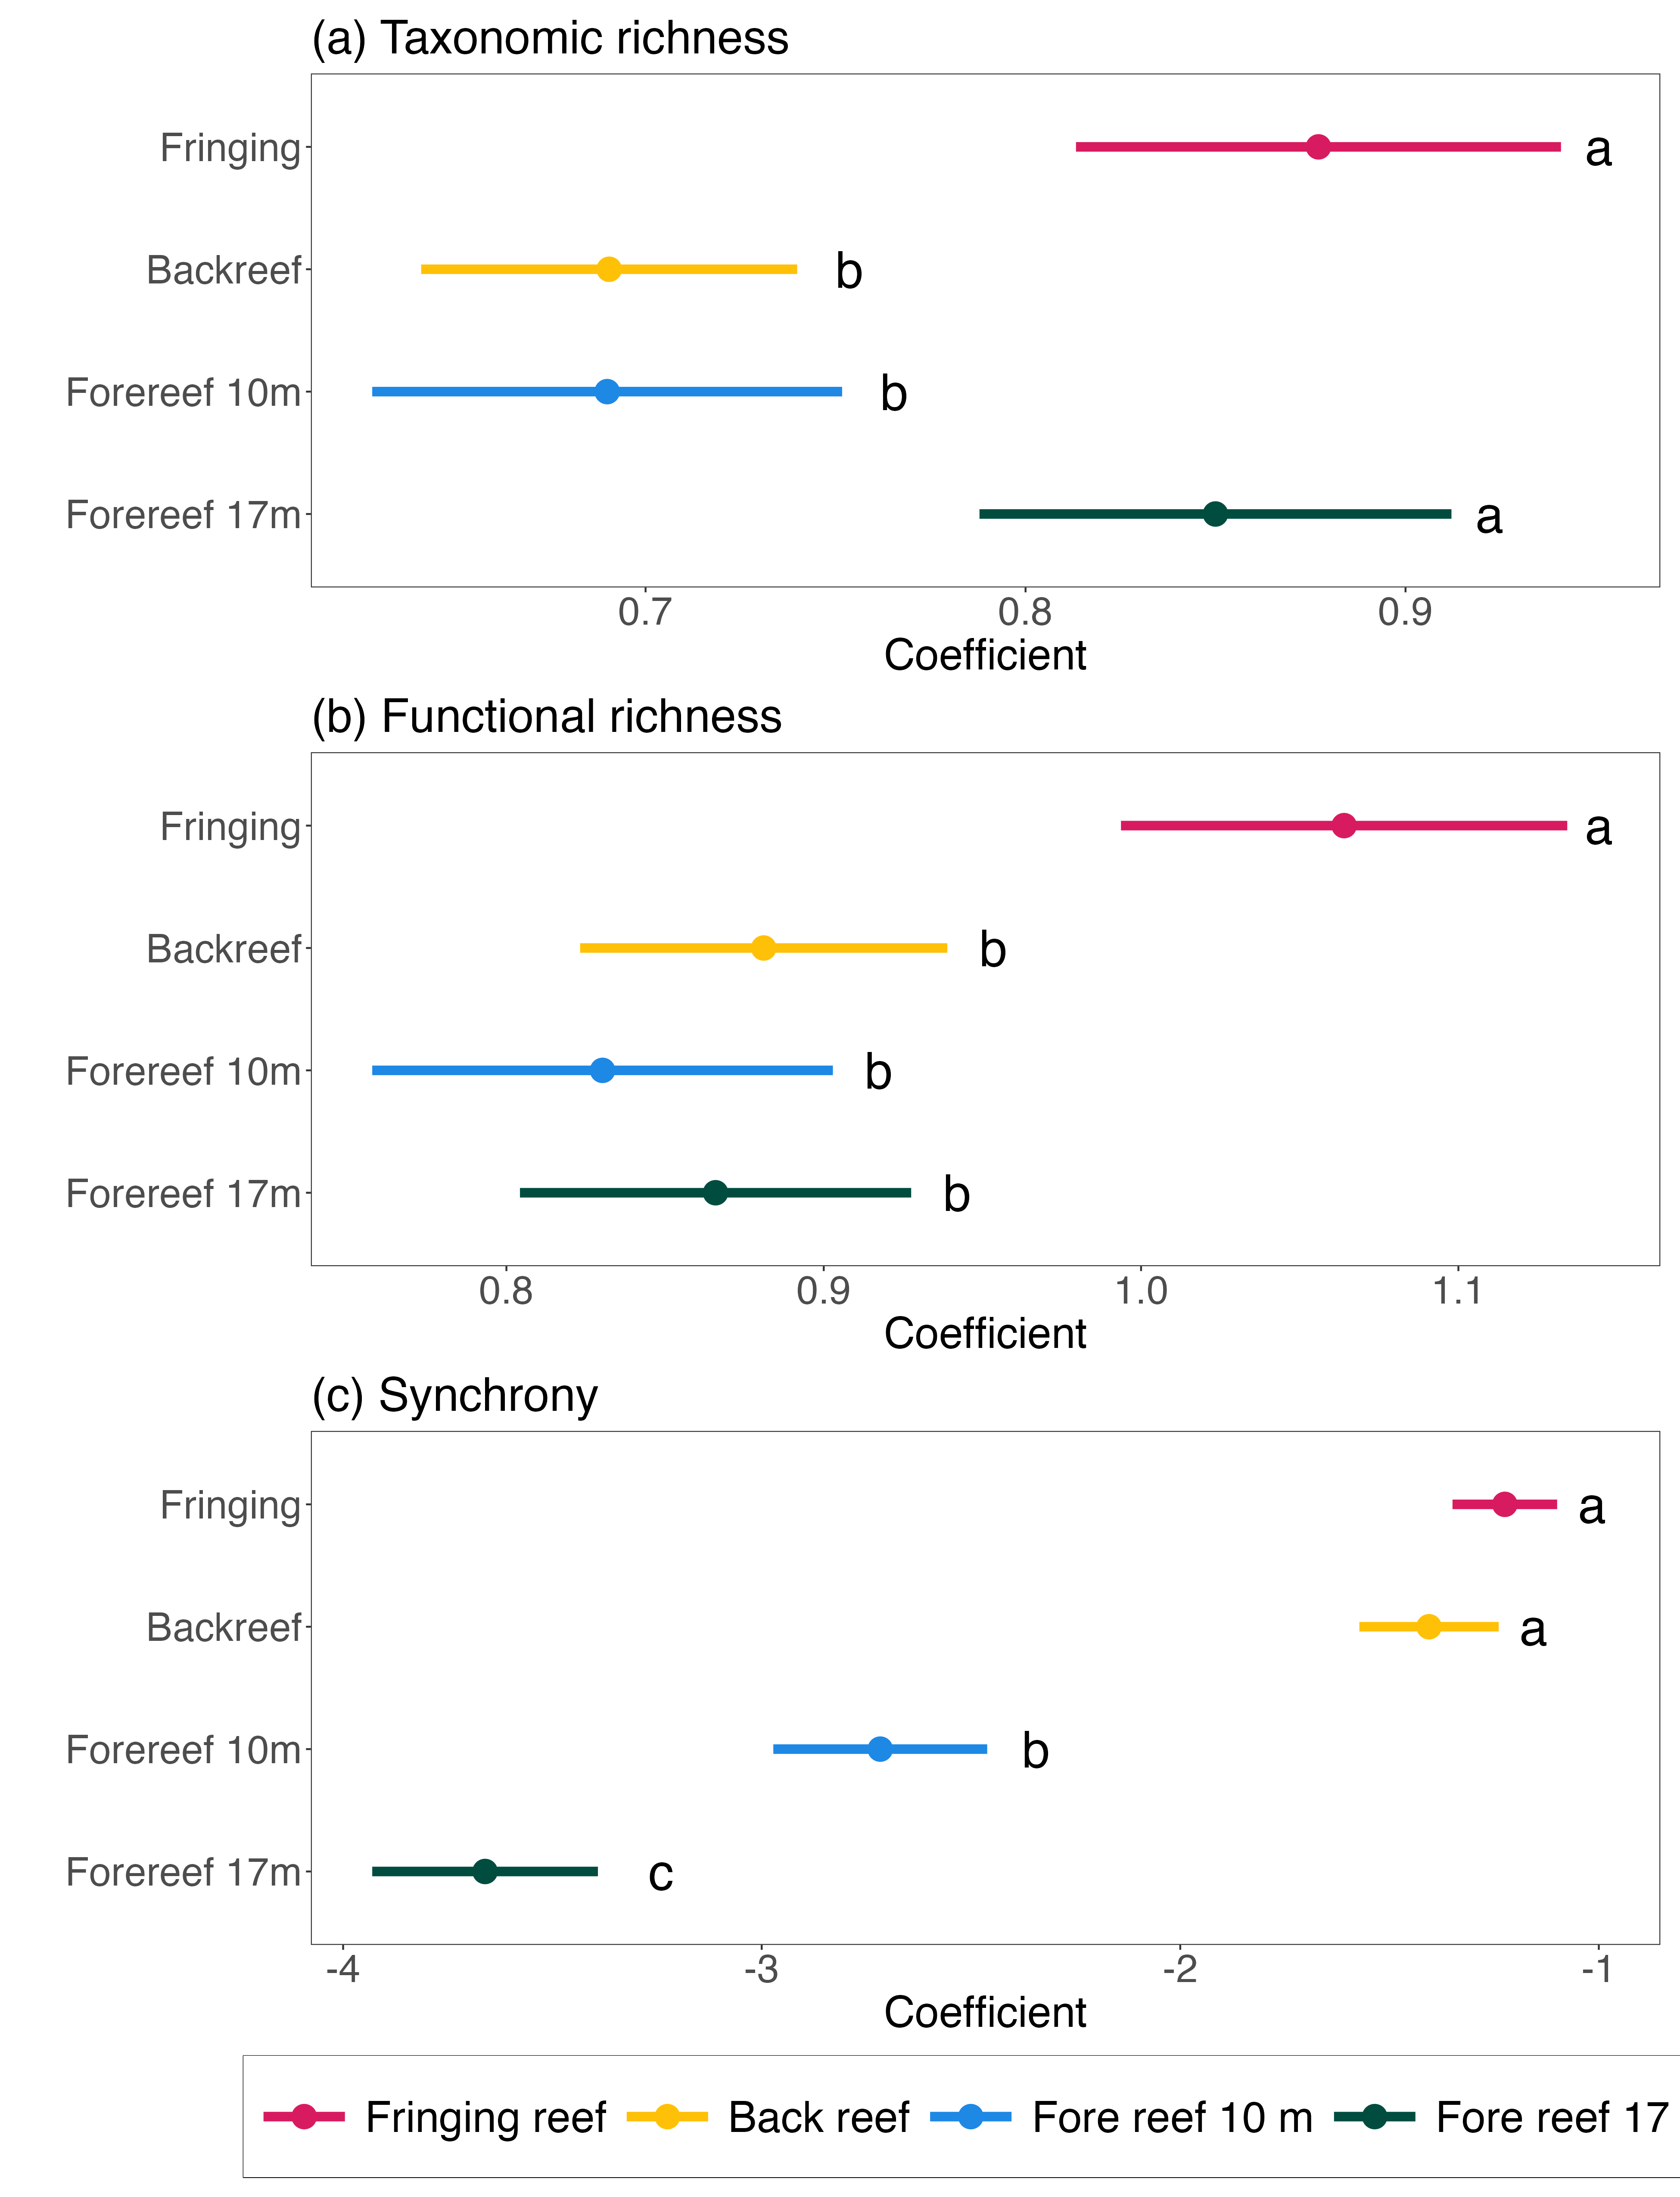 (a) Taxonomic richness
Fringing a
Backreef b
Forereef 10m b
Forereef 17m a
0.7 0.8 0.9
Coefficient
(b) Functional richness
Fringing a
Backreef b
Forereef 10m b
Forereef 17m b
0.8 0.9 1.0 1.1
Coefficient
(c) Synchrony
Fringing a
Backreef a
Forereef 10m b
Forereef 17m c
-4 -3 -2 -1
Coefficient
Fringing reef Back reef Fore reef 10 m Fore reef 17